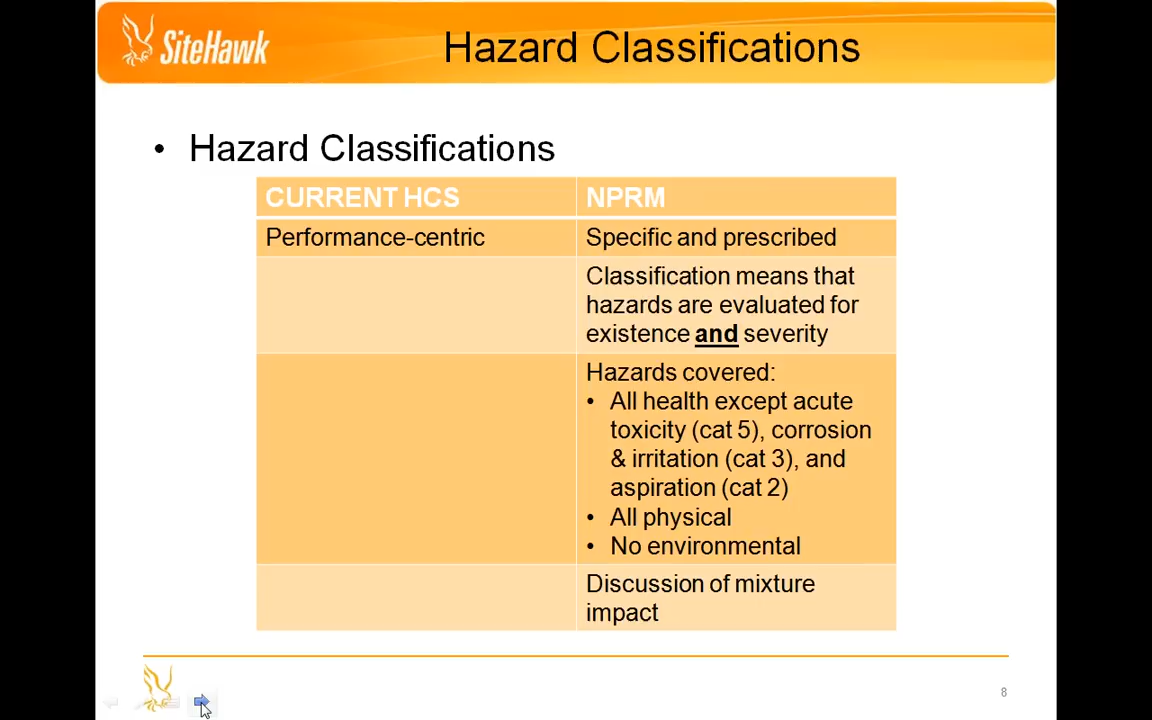 SiteHawk
Hazard Classifications
• Hazard Classifications
CURRENT HCS
NPRM
Performance-centric
Specific and prescribed
Classification means that
hazards are evaluated for
existence and severity
Hazards covered:
• All health except acute
toxicity (cat 5), corrosion
& irritation (cat 3), and
aspiration (cat 2)
• All physical
• No environmental
Discussion of mixture
impact
8